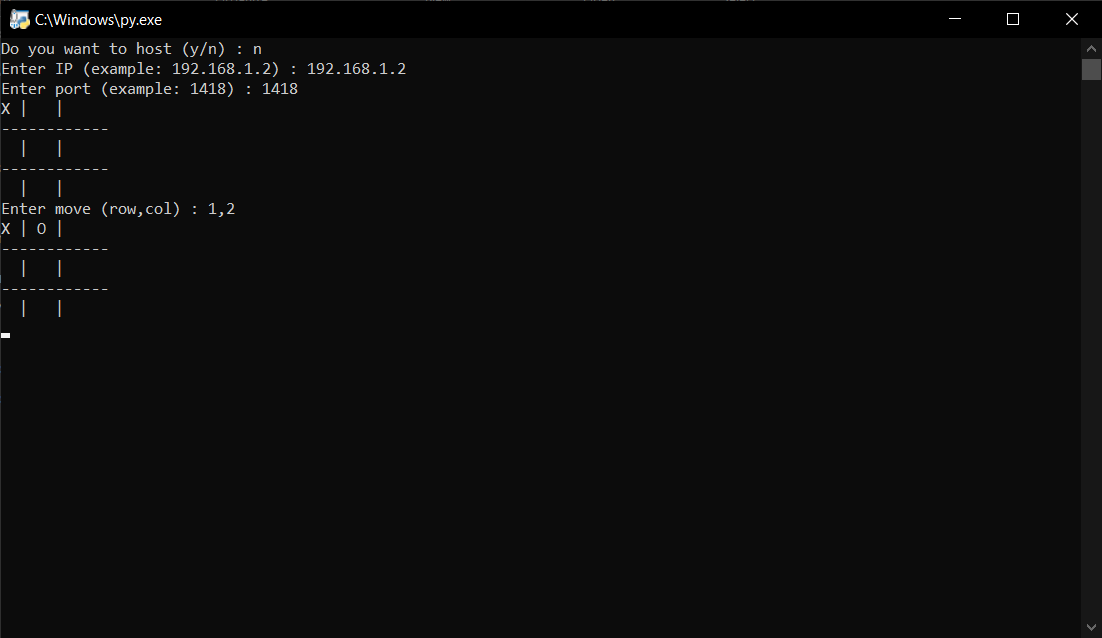 C:\Windows\py.exe
Do you want to host (y/n) : n
Enter IP (example: 192.168.1.2) : 192.168.1.2
Enter port (example: 1418) : 1418
X |   |
------------
  |   |
------------
  |   |
Enter move (row,col) : 1,2
X | O |
------------
  |   |
------------
  |   |